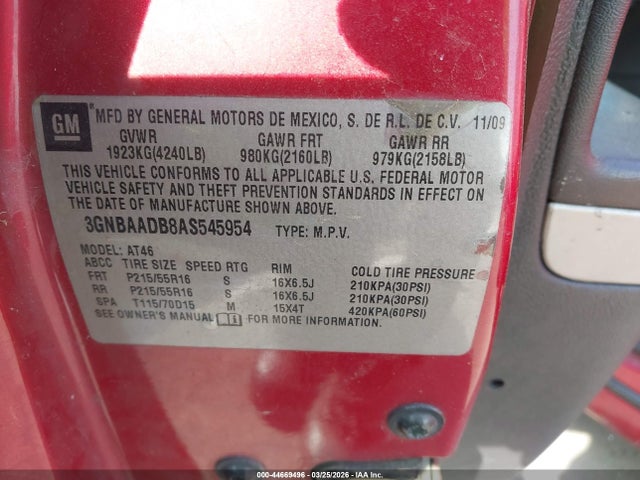 GM
MFD BY GENERAL MOTORS DE MEXICO, S. DE R.L. DE C.V. 11/09
GVWR GAWR FRT GAWR RR
1923KG(4240LB) 980KG(2160LB) 979KG(2158LB)
THIS VEHICLE CONFORMS TO ALL APPLICABLE U.S. FEDERAL MOTOR
VEHICLE SAFETY AND THEFT PREVENTION STANDARDS IN EFFECT ON
THE DATE OF MANUFACTURE SHOWN ABOVE.
3GNBAADB8AS545954 TYPE: M.P.V.
MODEL: AT46
ABCC TIRE SIZE SPEED RTG RIM COLD TIRE PRESSURE
FRT P215/55R16 S 16X6.5J 210KPA(30PSI)
RR P215/55R16 S 16X6.5J 210KPA(30PSI)
SPA T115/70D15 M 15X4T 420KPA(60PSI)
SEE OWNER'S MANUAL FOR MORE INFORMATION.
000-44669496 - 03/25/2026 - IAA, Inc.